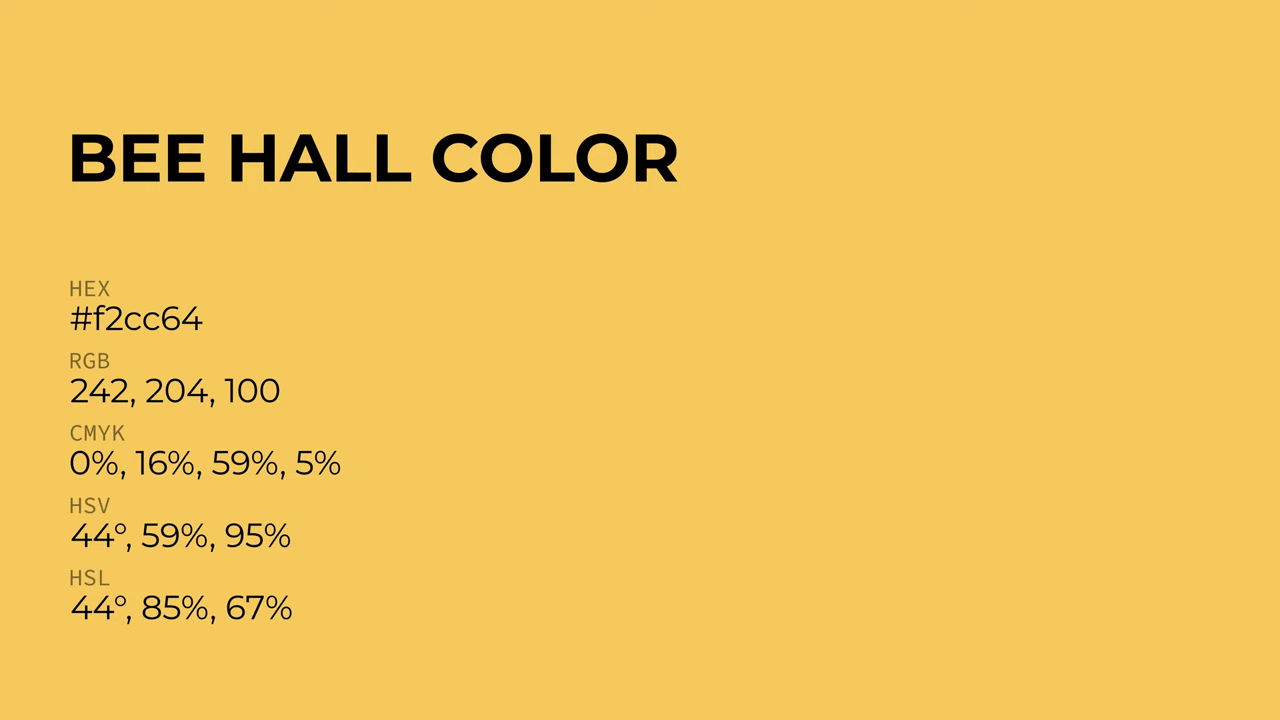 BEE HALL COLOR
HEX
#f2cc64
RGB
242, 204, 100
CMYK
0%, 16%, 59%, 5%
HSV
44°, 59%, 95%
HSL
44°, 85%, 67%